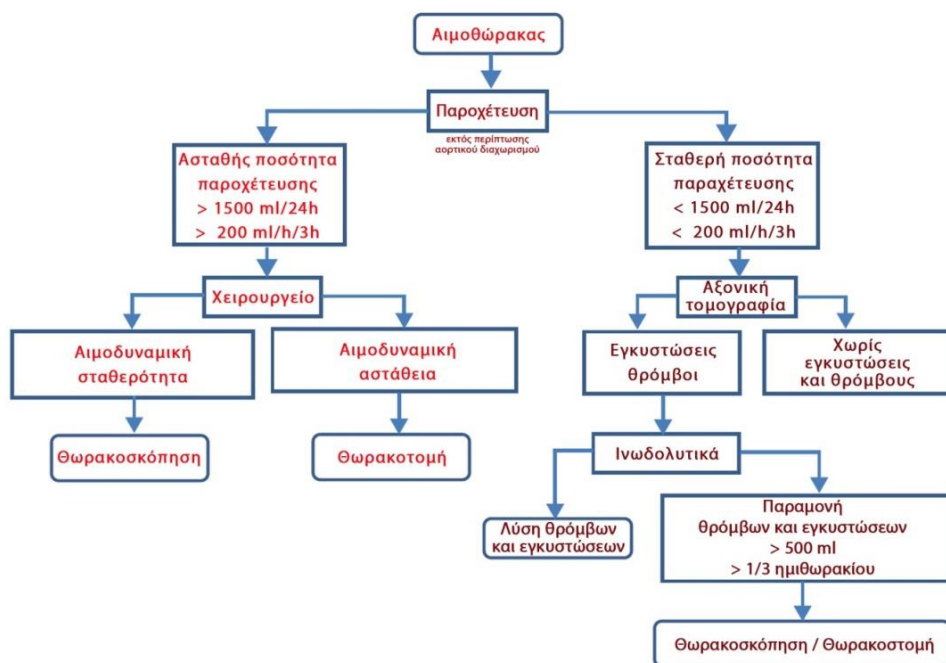 Αιμοθώρακας
Παροχέτευση
εκτός περίπτωσης
αορτικού διαχωρισμού
Ασταθής ποσότητα
παροχέτευσης
> 1500 ml/24h
> 200 ml/h/3h
Σταθερή ποσότητα
παραχέτευσης
< 1500 ml/24h
< 200 ml/h/3h
Χειρουργείο
Αξονική
τομογραφία
Αιμοδυναμική
σταθερότητα
Αιμοδυναμική
αστάθεια
Εγκυστώσεις
θρόμβοι
Χωρίς
εγκυστώσεις
και θρόμβους
Θωρακοσκόπηση
Θωρακοτομή
Ινωδολυτικά
Λύση θρόμβων
και εγκυστώσεων
Παραμονή
θρόμβων και εγκυστώσεων
> 500 ml
> 1/3 ημιθωρακίου
Θωρακοσκόπηση / Θωρακοστομή